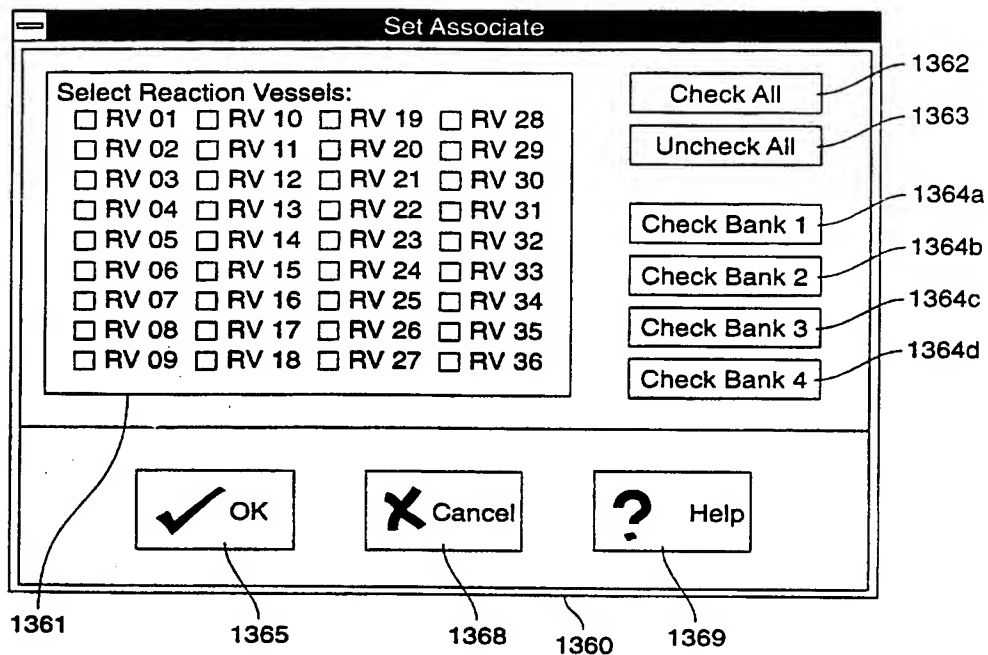 Set Associate
Select Reaction Vessels:
RV 01 RV 10 RV 19 RV 28
RV 02 RV 11 RV 20 RV 29
RV 03 RV 12 RV 21 RV 30
RV 04 RV 13 RV 22 RV 31
RV 05 RV 14 RV 23 RV 32
RV 06 RV 15 RV 24 RV 33
RV 07 RV 16 RV 25 RV 34
RV 08 RV 17 RV 26 RV 35
RV 09 RV 18 RV 27 RV 36
Check All
Uncheck All
Check Bank 1
Check Bank 2
Check Bank 3
Check Bank 4
1362
1363
1364a
1364b
1364c
1364d
OK
Cancel
? Help
1361
1365
1368
1360
1369